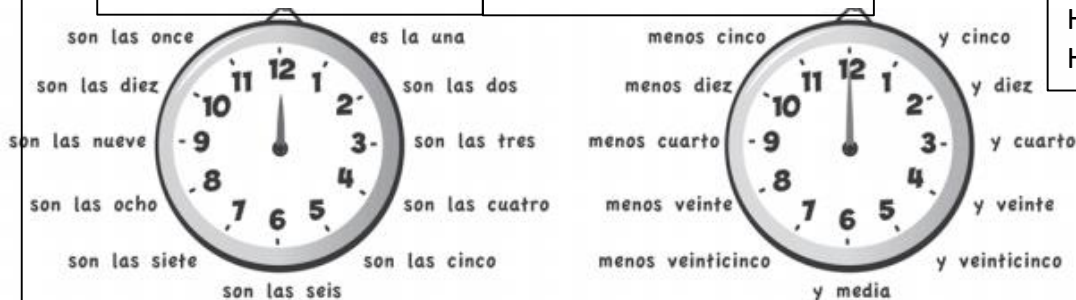 son las once
es la una
son las diez
son las dos
son las nueve
son las tres
son las ocho
son las cuatro
son las siete
son las cinco
son las seis
12
1
2
3
4
5
6
7
8
9
10
11
menos cinco
y cinco
menos diez
y diez
menos cuarto
y cuarto
menos veinte
y veinte
menos veinticinco
y veinticinco
y media
12
1
2
3
4
5
6
7
8
9
10
11